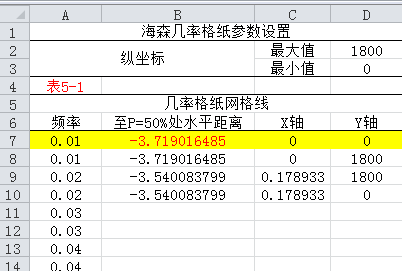 A B C D
1 海森几率格纸参数设置
2 纵坐标 最大值 1800
3 最小值 0
4 表5-1
5 几率格纸网格线
6 频率 至P=50%处水平距离 X轴 Y轴
7 0.01 -3.719016485 0 0
8 0.01 -3.719016485 0 1800
9 0.02 -3.540083799 0.178933 1800
10 0.02 -3.540083799 0.178933 0
11 0.03
12 0.03
13 0.04
14 0.04